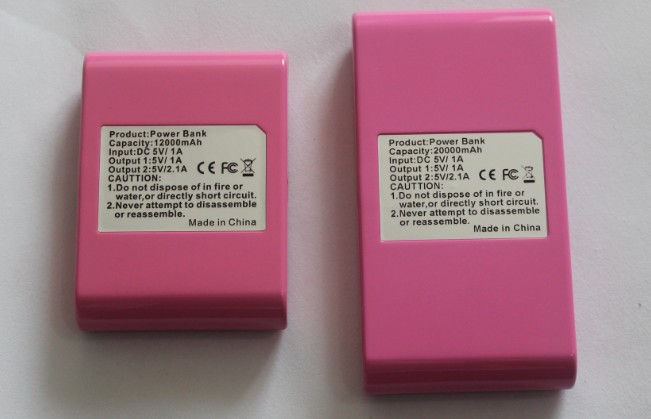 Product:Power Bank
Capacity:12000mAh
Input:DC 5V/ 1A
Output 1:5V/ 1A
Output 2:5V/2.1A CE FC
CAUTTION:
1.Do not dispose of in fire or
water,or directly short circuit.
2.Never attempt to disassemble
or reassemble.
Made in China
Product:Power Bank
Capacity:20000mAh
Input:DC 5V/ 1A
Output 1:5V/ 1A
Output 2:5V/2.1A CE FC
CAUTTION:
1.Do not dispose of in fire or
water,or directly short circuit.
2.Never attempt to disassemble
or reassemble.
Made in China